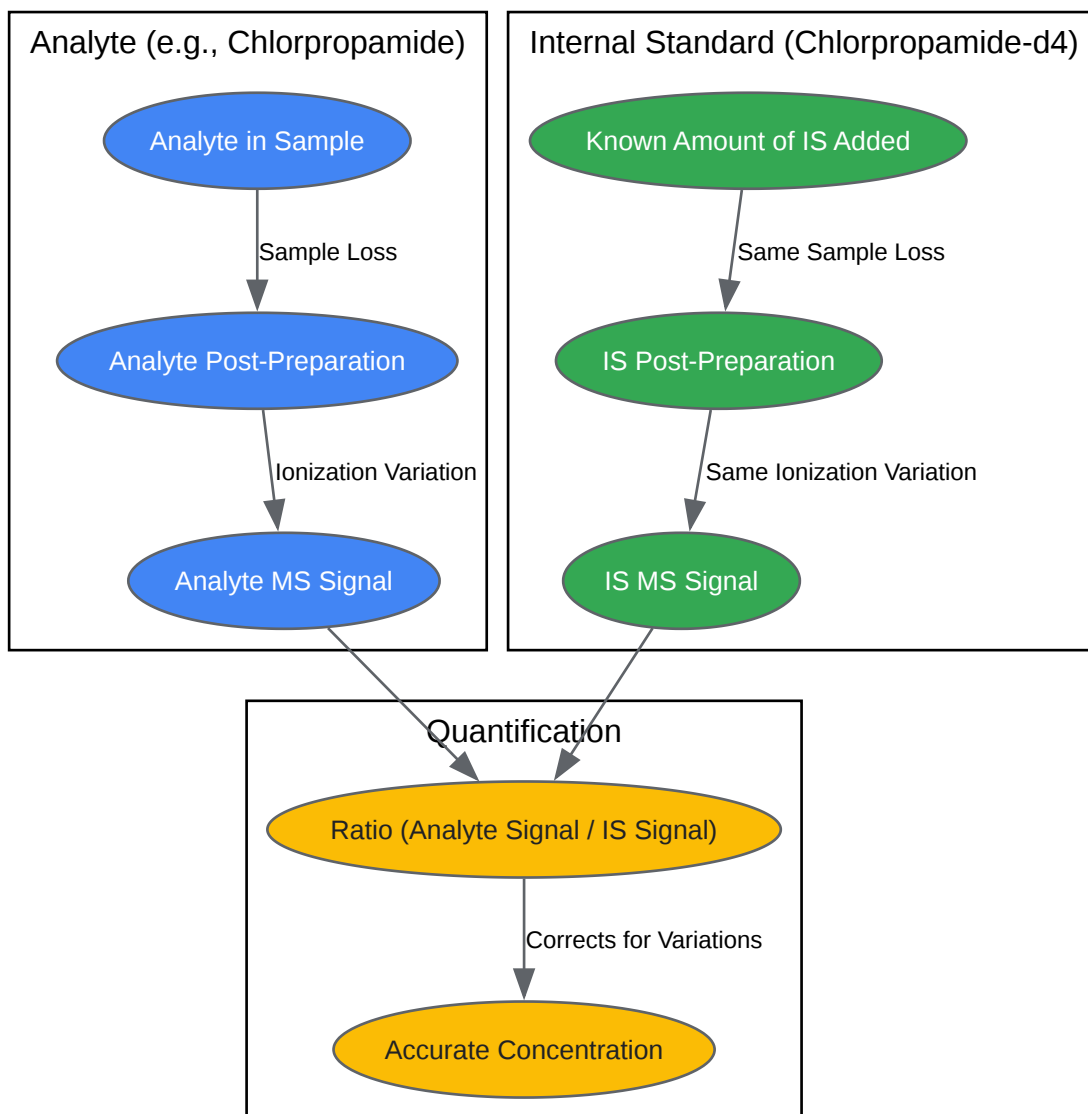 Analyte (e.g., Chlorpropamide)
Internal Standard (Chlorpropamide-d4)
Analyte in Sample
Known Amount of IS Added
Sample Loss
Same Sample Loss
Analyte Post-Preparation
IS Post-Preparation
Ionization Variation
Same Ionization Variation
Analyte MS Signal
IS MS Signal
Quantification
Ratio (Analyte Signal / IS Signal)
Corrects for Variations
Accurate Concentration